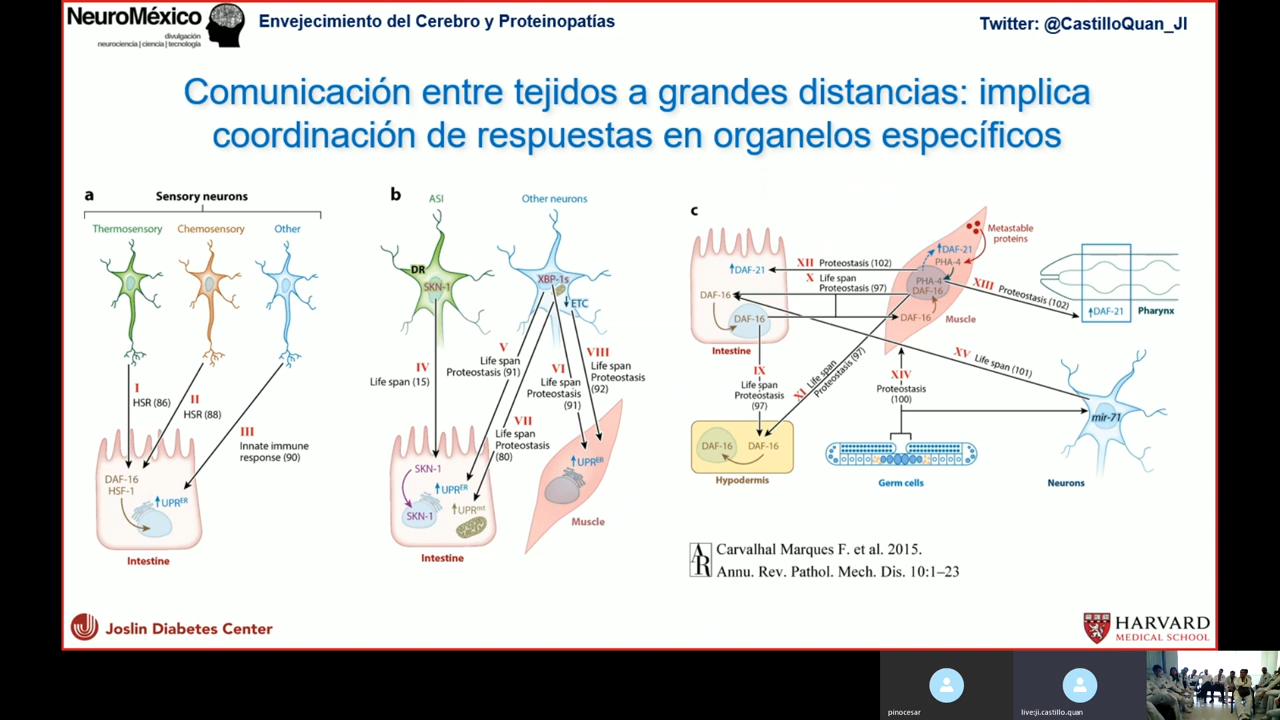 NeuroMéxico
divulgación
neurociencia | ciencia | tecnología
Envejecimiento del Cerebro y Proteinopatías
Twitter: @CastilloQuan_JI
Comunicación entre tejidos a grandes distancias: implica
coordinación de respuestas en organelos específicos
a
Sensory neurons
Thermosensory
Chemosensory
Other
I
HSR (86)
II
HSR (88)
III
Innate immune
response (90)
DAF-16
HSF-1
↑UPRER
Intestine
b
ASI
Other neurons
DR
SKN-1
XBP-1s
↓ETC
IV
Life span (15)
V
Life span
Proteostasis
(91)
VI
Life span
Proteostasis
(91)
VII
Life span
Proteostasis
(80)
VIII
Life span
Proteostasis
(92)
SKN-1
SKN-1
↑UPRER
↑UPRmt
Intestine
↑UPRER
Muscle
c
↑DAF-21
DAF-16
DAF-16
Intestine
XII Proteostasis (102)
X Life span
Proteostasis (97)
↑DAF-21
PHA-4
PHA-4
DAF-16
DAF-16
Muscle
Metastable
proteins
XIII Proteostasis (102)
↑DAF-21
Pharynx
IX
Life span
Proteostasis
(97)
XI Life span
Proteostasis (97)
XIV
Proteostasis
(100)
XV Life span (101)
DAF-16
DAF-16
Hypodermis
Germ cells
mir-71
Neurons
AR
Carvalhal Marques F. et al. 2015.
Annu. Rev. Pathol. Mech. Dis. 10:1–23
Joslin Diabetes Center
HARVARD
MEDICAL SCHOOL
pinocesar
live:ji.castillo.quan